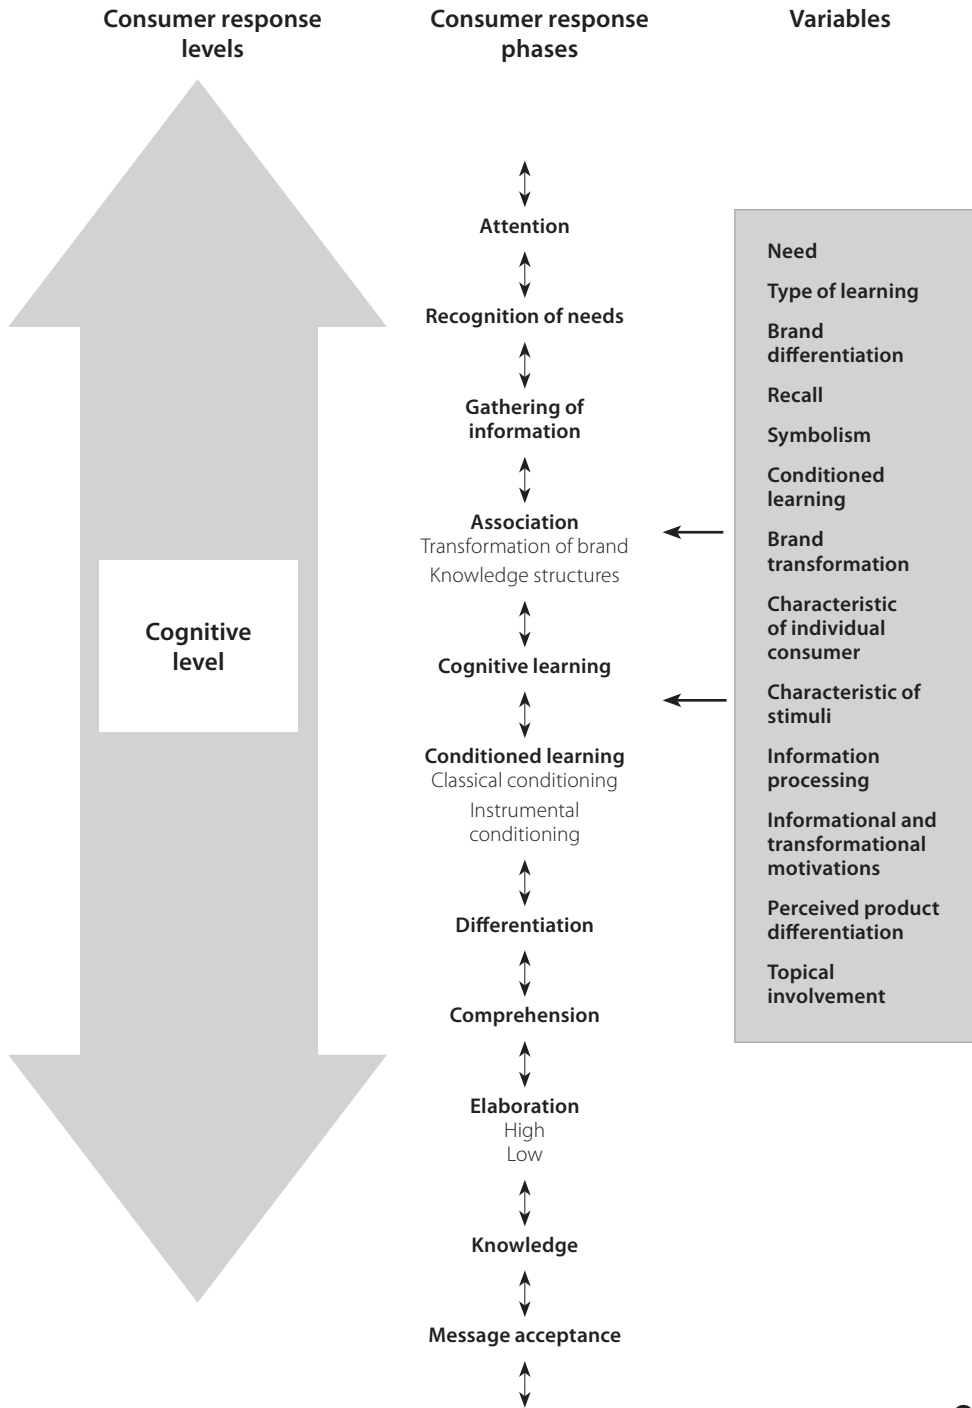 Consumer response
levels
Consumer response
phases
Variables
Cognitive
level
Attention
Recognition of needs
Gathering of
information
Association
Transformation of brand
Knowledge structures
Cognitive learning
Conditioned learning
Classical conditioning
Instrumental
conditioning
Differentiation
Comprehension
Elaboration
High
Low
Knowledge
Message acceptance
Need
Type of learning
Brand
differentiation
Recall
Symbolism
Conditioned
learning
Brand
transformation
Characteristic
of individual
consumer
Characteristic of
stimuli
Information
processing
Informational and
transformational
motivations
Perceived product
differentiation
Topical
involvement